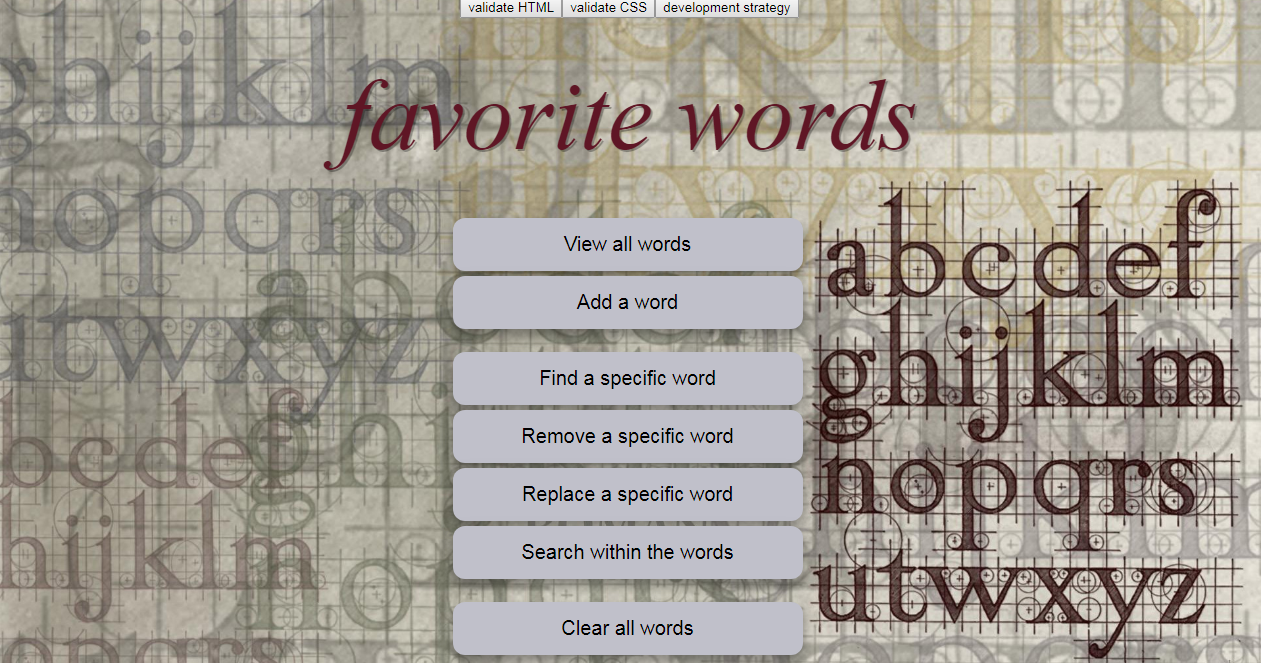 validate HTML validate CSS development strategy
favorite words
View all words
Add a word
Find a specific word
Remove a specific word
Replace a specific word
Search within the words
Clear all words
abcdef
ghijklm
nopqrs
utwxyz